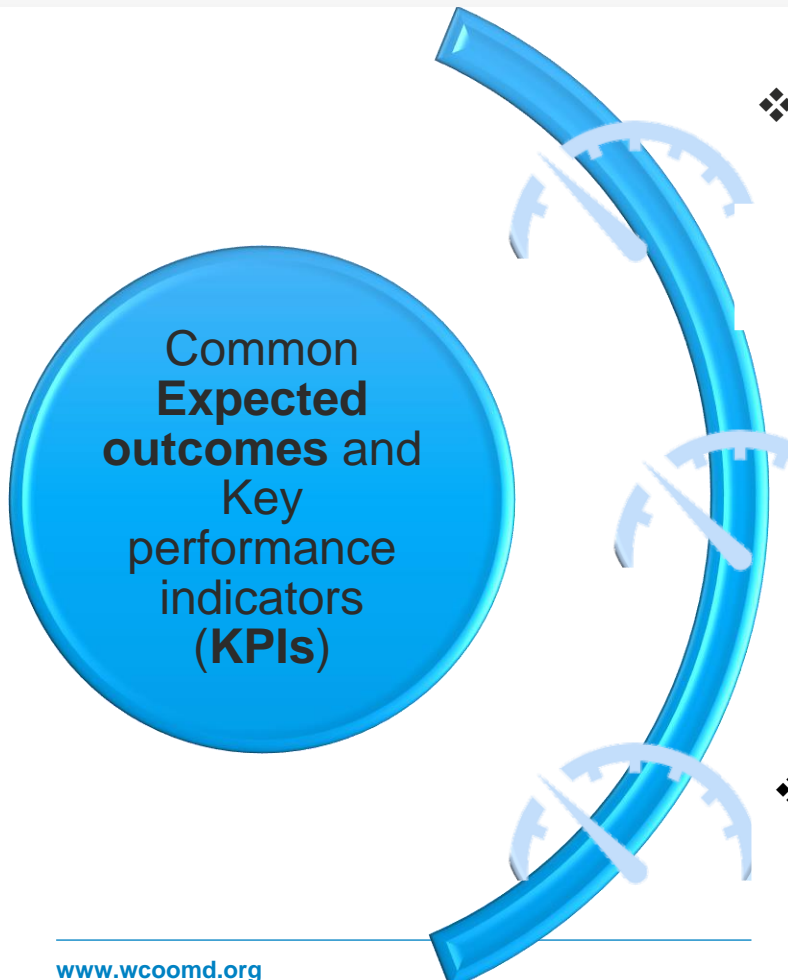 Common
Expected
outcomes and
Key
performance
indicators
(KPIs)
www.wcoomd.org